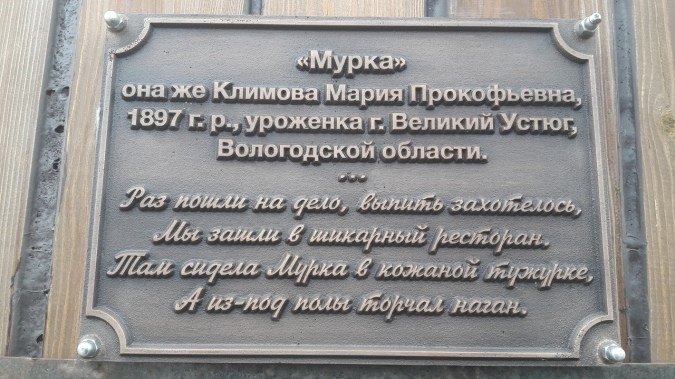 «Мурка»
она же Климова Мария Прокофьевна,
1897 г. р., уроженка г. Великий Устюг,
Вологодской области.
...
Раз пошли на дело, выпить захотелось,
Мы зашли в шикарный ресторан.
Там сидела Мурка в кожаной тужурке,
А из-под полы торчал наган.